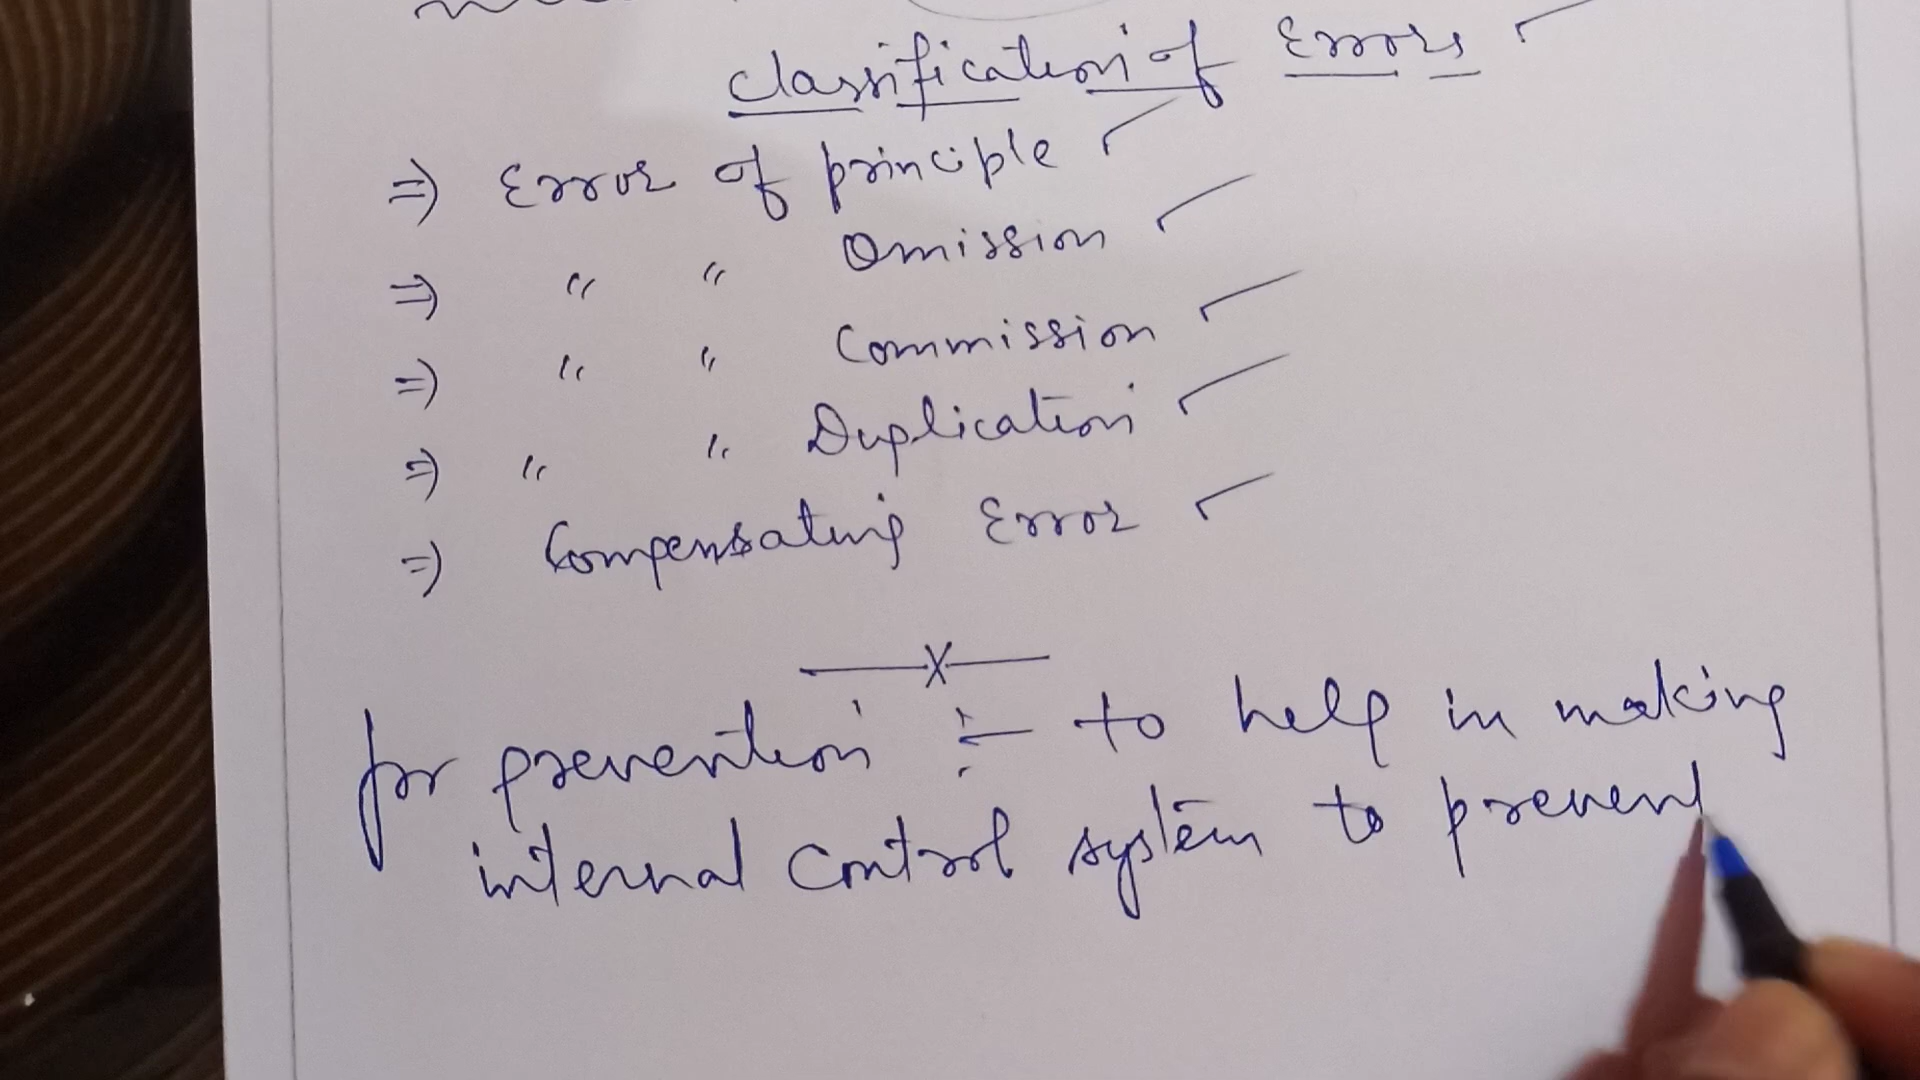 Classification of Errors
⇒ Error of principle
⇒ " " Omission
⇒ " " Commission
⇒ " " Duplication
⇒ Compensating Error
for prevention :- to help in making
internal control system to prevent